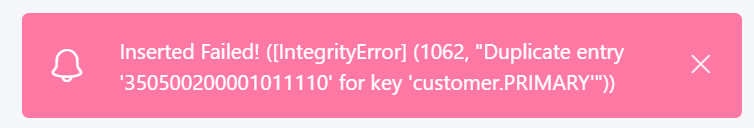 Inserted Failed! ([IntegrityError] (1062, "Duplicate entry
'350500200001011110' for key 'customer.PRIMARY'"))